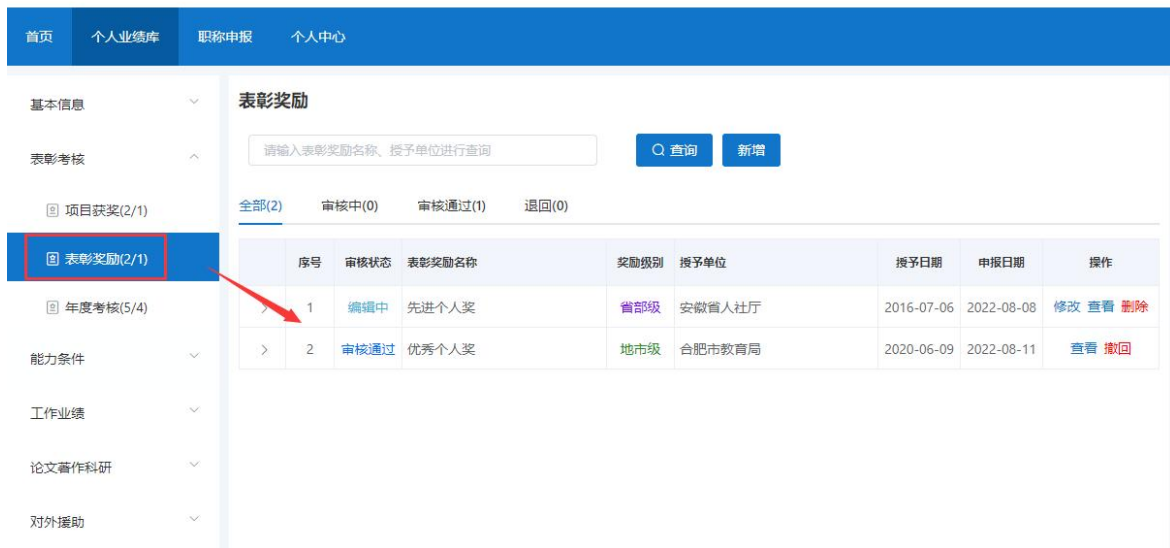 首页 个人业绩库 职称申报 个人中心
基本信息
表彰考核
项目获奖(2/1)
表彰奖励(2/1)
年度考核(5/4)
能力条件
工作业绩
论文著作科研
对外援助
表彰奖励
请输入表彰奖励名称、授予单位进行查询 查询 新增
全部(2) 审核中(0) 审核通过(1) 退回(0)
序号 审核状态 表彰奖励名称 奖励级别 授予单位 授予日期 申报日期 操作
1 编辑中 先进个人奖 省部级 安徽省人社厅 2016-07-06 2022-08-08 修改 查看 删除
2 审核通过 优秀个人奖 地市级 合肥市教育局 2020-06-09 2022-08-11 查看 撤回